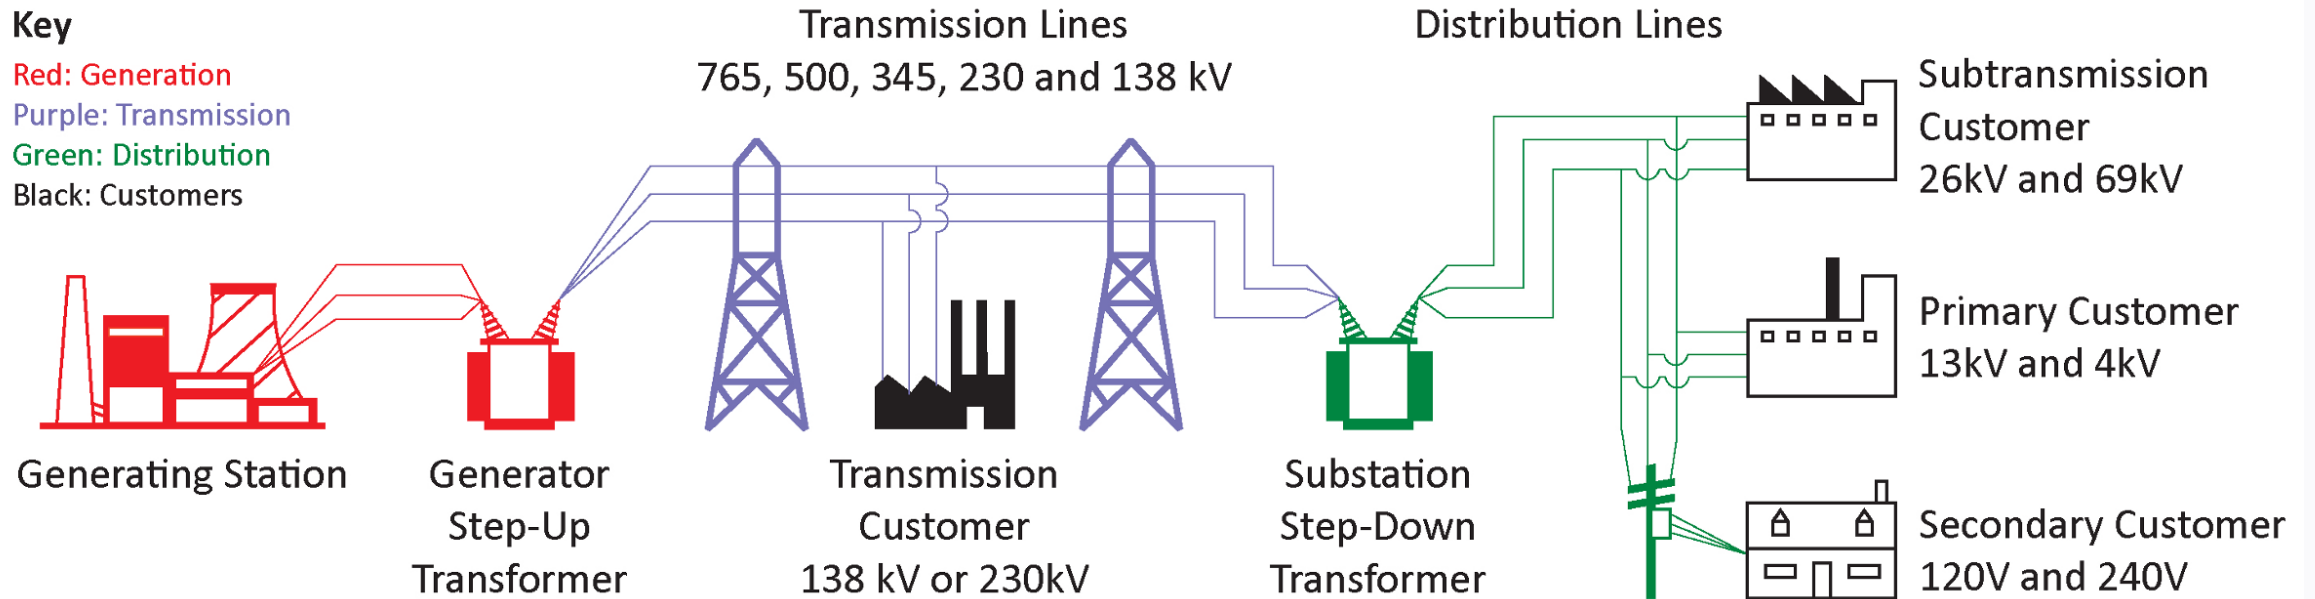 Key
Red: Generation
Purple: Transmission
Green: Distribution
Black: Customers
Transmission Lines
765, 500, 345, 230 and 138 kV
Distribution Lines
Subtransmission
Customer
26kV and 69kV
Primary Customer
13kV and 4kV
Secondary Customer
120V and 240V
Generating Station
Generator
Step-Up
Transformer
Transmission
Customer
138 kV or 230kV
Substation
Step-Down
Transformer